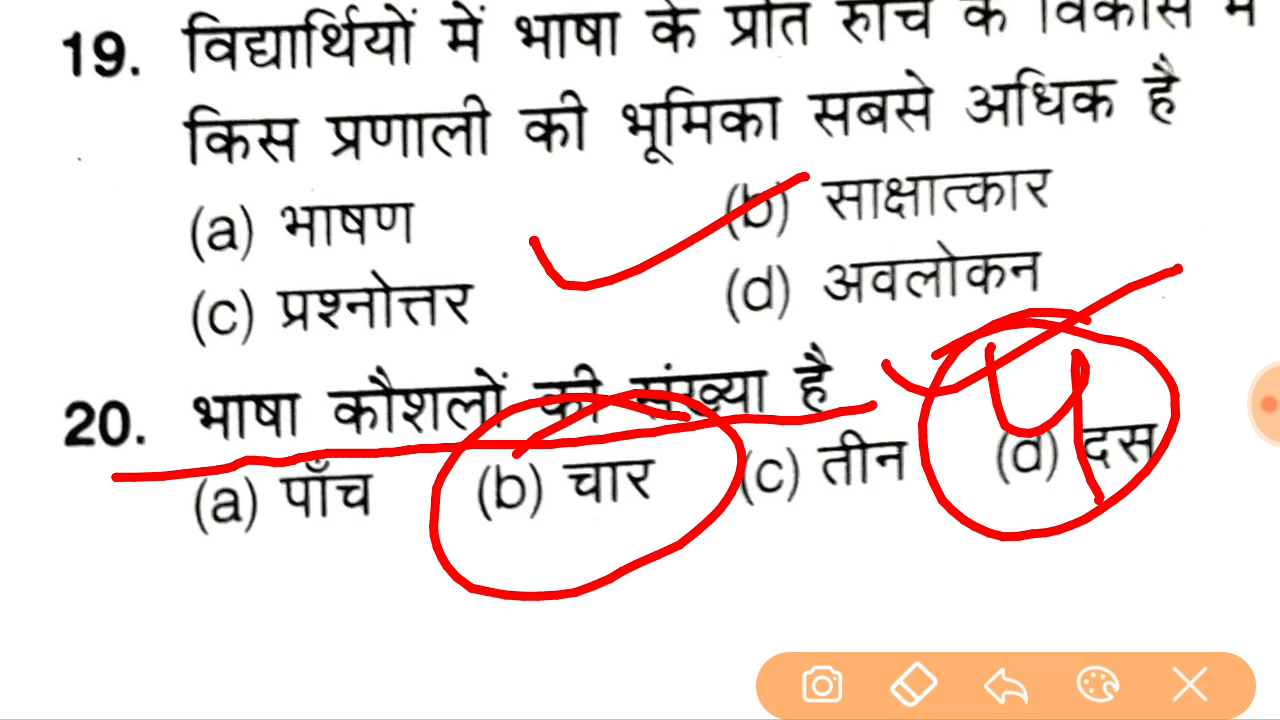 19. विद्यार्थियों में भाषा के प्रति रुचि के विकास में
किस प्रणाली की भूमिका सबसे अधिक है
(a) भाषण (b) साक्षात्कार
(c) प्रश्नोत्तर (d) अवलोकन
20. भाषा कौशलों की संख्या है
4
(a) पाँच (b) चार (c) तीन (d) दस